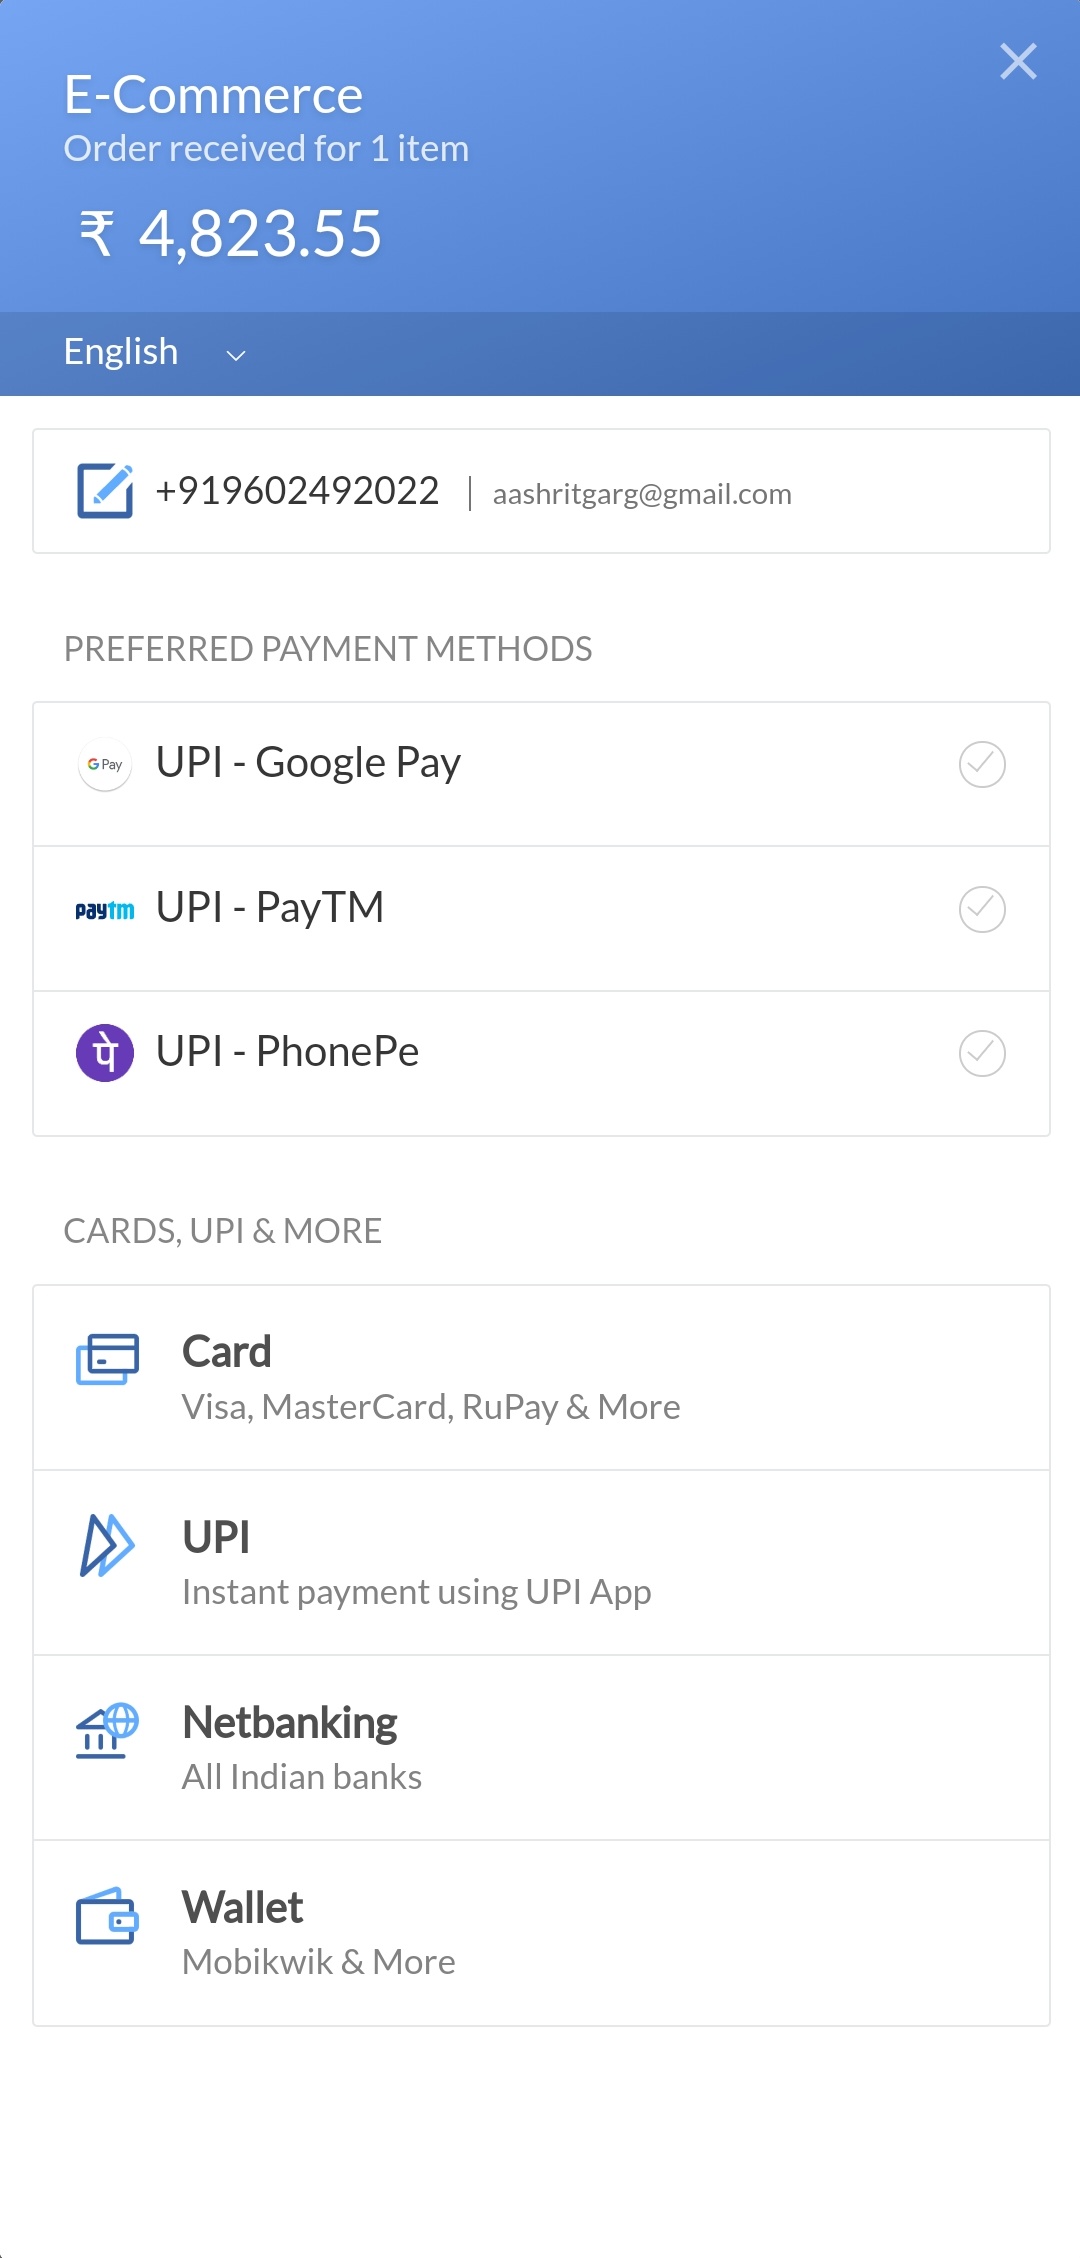 E-Commerce
Order received for 1 item
₹ 4,823.55
English
+919602492022 | aashritgarg@gmail.com
PREFERRED PAYMENT METHODS
G Pay UPI - Google Pay
paytm UPI - PayTM
पे UPI - PhonePe
CARDS, UPI & MORE
Card
Visa, MasterCard, RuPay & More
UPI
Instant payment using UPI App
Netbanking
All Indian banks
Wallet
Mobikwik & More